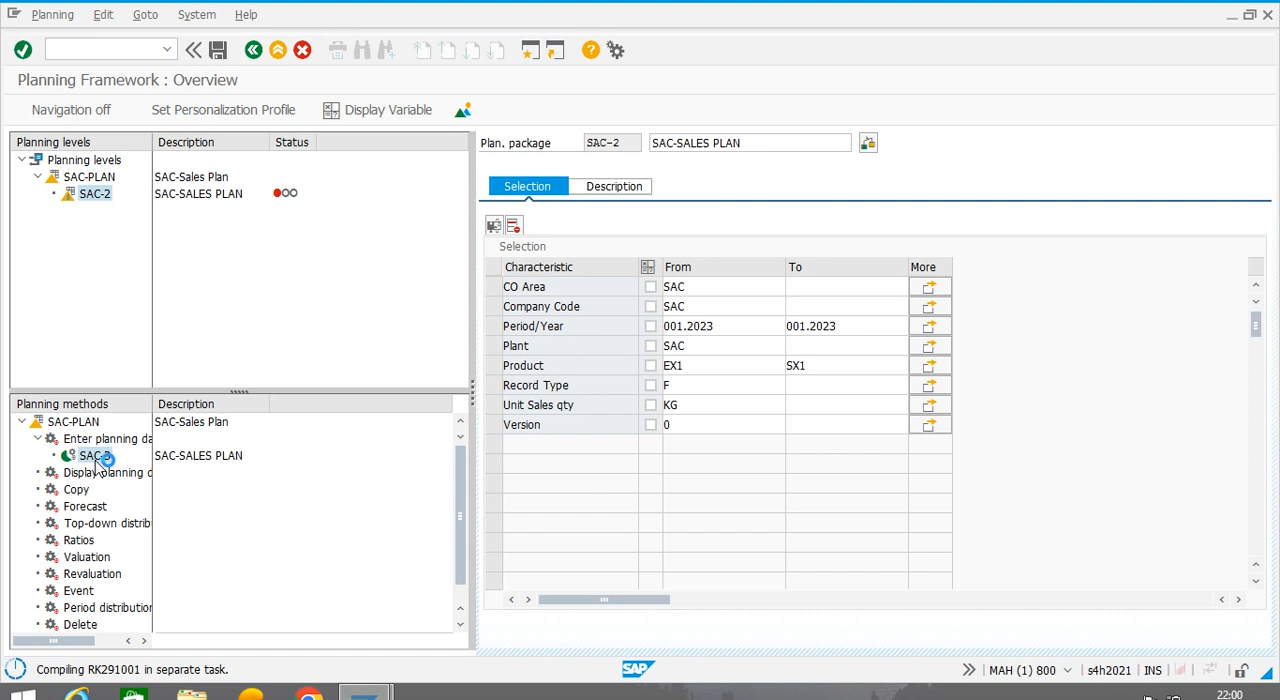 Planning Edit Goto System Help
Planning Framework : Overview
Navigation off Set Personalization Profile Display Variable
Planning levels Description Status
Planning levels
SAC-PLAN SAC-Sales Plan
SAC-2 SAC-SALES PLAN
Plan. package SAC-2 SAC-SALES PLAN
Selection Description
Selection
Characteristic From To More
CO Area SAC
Company Code SAC
Period/Year 001.2023 001.2023
Plant SAC
Product EX1 SX1
Record Type F
Unit Sales qty KG
Version 0
Planning methods Description
SAC-PLAN SAC-Sales Plan
Enter planning da
SAC- SAC-SALES PLAN
Display planning d
Copy
Forecast
Top-down distrib
Ratios
Valuation
Revaluation
Event
Period distribution
Delete
Compiling RK291001 in separate task.
SAP
MAH (1) 800 s4h2021 INS
22:00